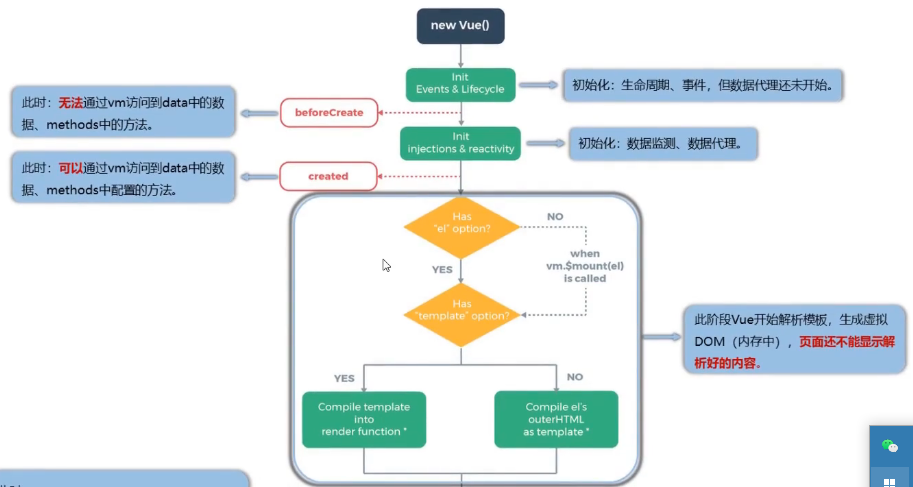 new Vue()
Init
Events & Lifecycle
初始化：生命周期、事件，但数据代理还未开始。
此时：无法通过vm访问到data中的数
据、methods中的方法。
beforeCreate
Init
injections & reactivity
初始化：数据监测、数据代理。
此时：可以通过vm访问到data中的数
据、methods中配置的方法。
created
Has
"el" option?
NO
when
vm.$mount(el)
is called
YES
Has
"template" option?
此阶段Vue开始解析模板，生成虚拟
DOM（内存中），页面还不能显示解
析好的内容。
YES
NO
Compile template
into
render function *
Compile el's
outerHTML
as template *